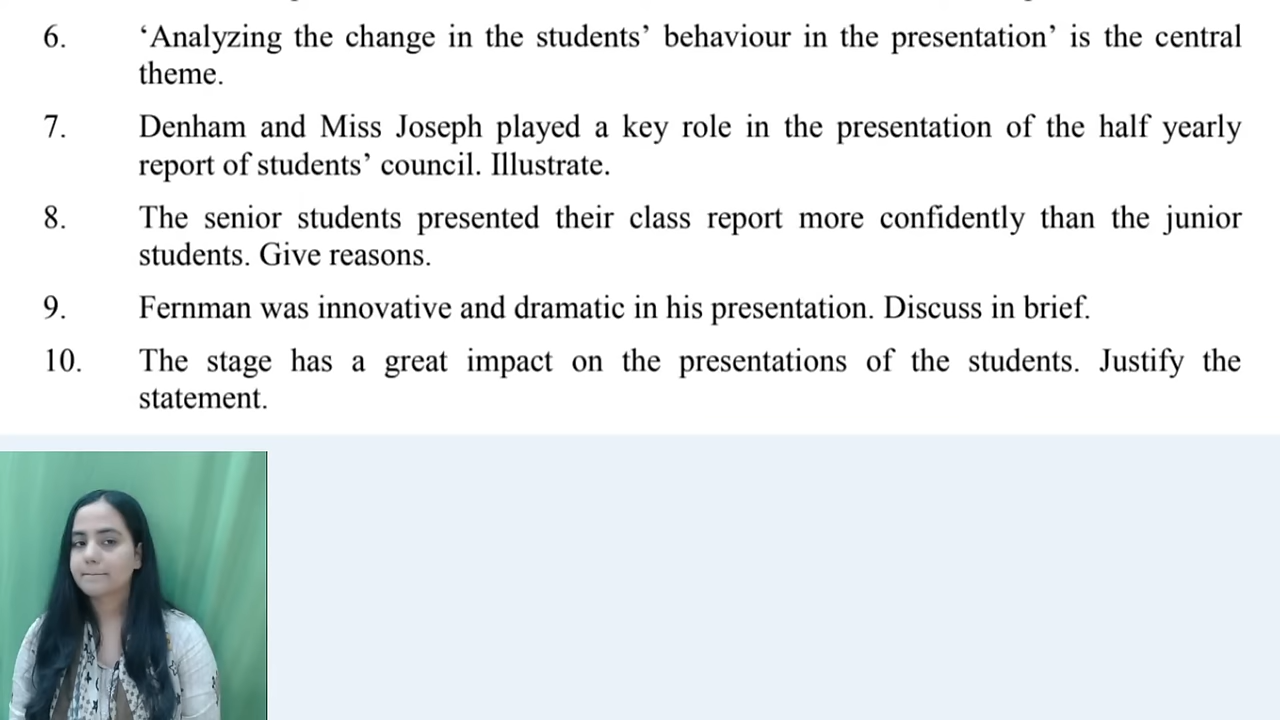 6. ‘Analyzing the change in the students’ behaviour in the presentation’ is the central
theme.
7. Denham and Miss Joseph played a key role in the presentation of the half yearly
report of students’ council. Illustrate.
8. The senior students presented their class report more confidently than the junior
students. Give reasons.
9. Fernman was innovative and dramatic in his presentation. Discuss in brief.
10. The stage has a great impact on the presentations of the students. Justify the
statement.